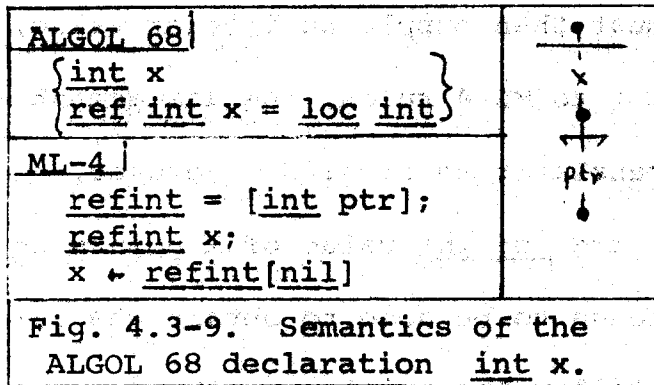 ALGOL 68
int x
ref int x = loc int
x
ptr
ML-4
refint = [int ptr];
refint x;
x ← refint[nil]
Fig. 4.3-9. Semantics of the
ALGOL 68 declaration int x.